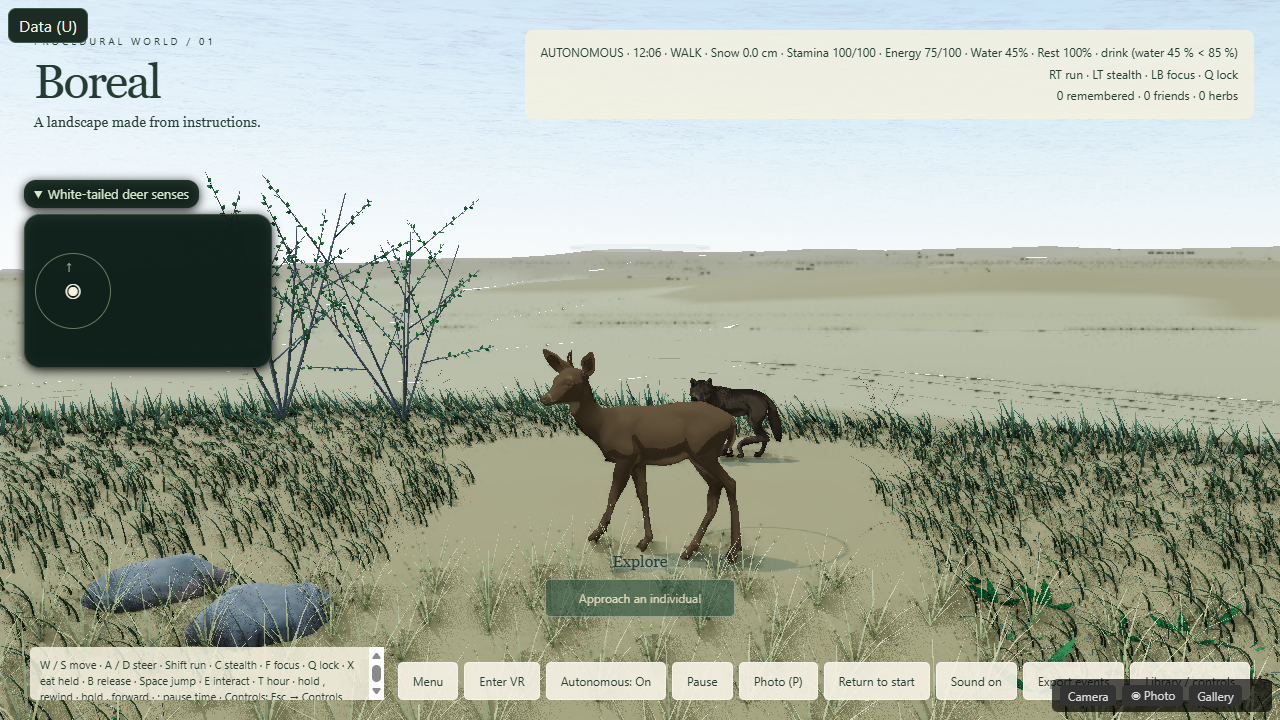 Data (U)
PROCEDURAL WORLD / 01
Boreal
A landscape made from instructions.
AUTONOMOUS · 12:06 · WALK · Snow 0.0 cm · Stamina 100/100 · Energy 75/100 · Water 45% · Rest 100% · drink (water 45 % < 85 %)
RT run · LT stealth · LB focus · Q lock
0 remembered · 0 friends · 0 herbs
▼ White-tailed deer senses
↑
Explore
Approach an individual
W / S move · A / D steer · Shift run · C stealth · F focus · Q lock · X
eat held · B release · Space jump · E interact · T hour · hold ,
rewind · hold . forward · ; pause time · Controls: Esc → Controls
Menu
Enter VR
Autonomous: On
Pause
Photo (P)
Return to start
Sound on
Export events
Library / controls
Camera
◉ Photo
Gallery